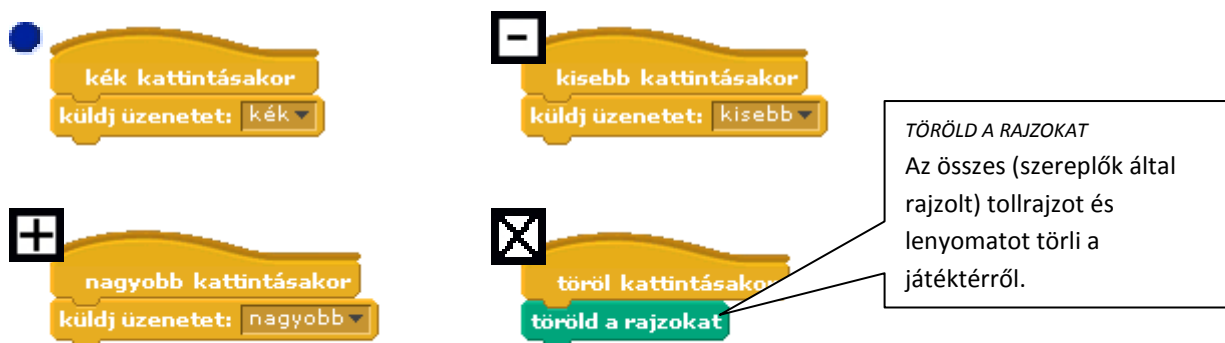 kék kattintásakor
küldj üzenetet: kék
kisebb kattintásakor
küldj üzenetet: kisebb
nagyobb kattintásakor
küldj üzenetet: nagyobb
töröl kattintásakor
töröld a rajzokat
TÖRÖLD A RAJZOKAT
Az összes (szereplők által
rajzolt) tollrajzot és
lenyomatot törli a
játéktérről.